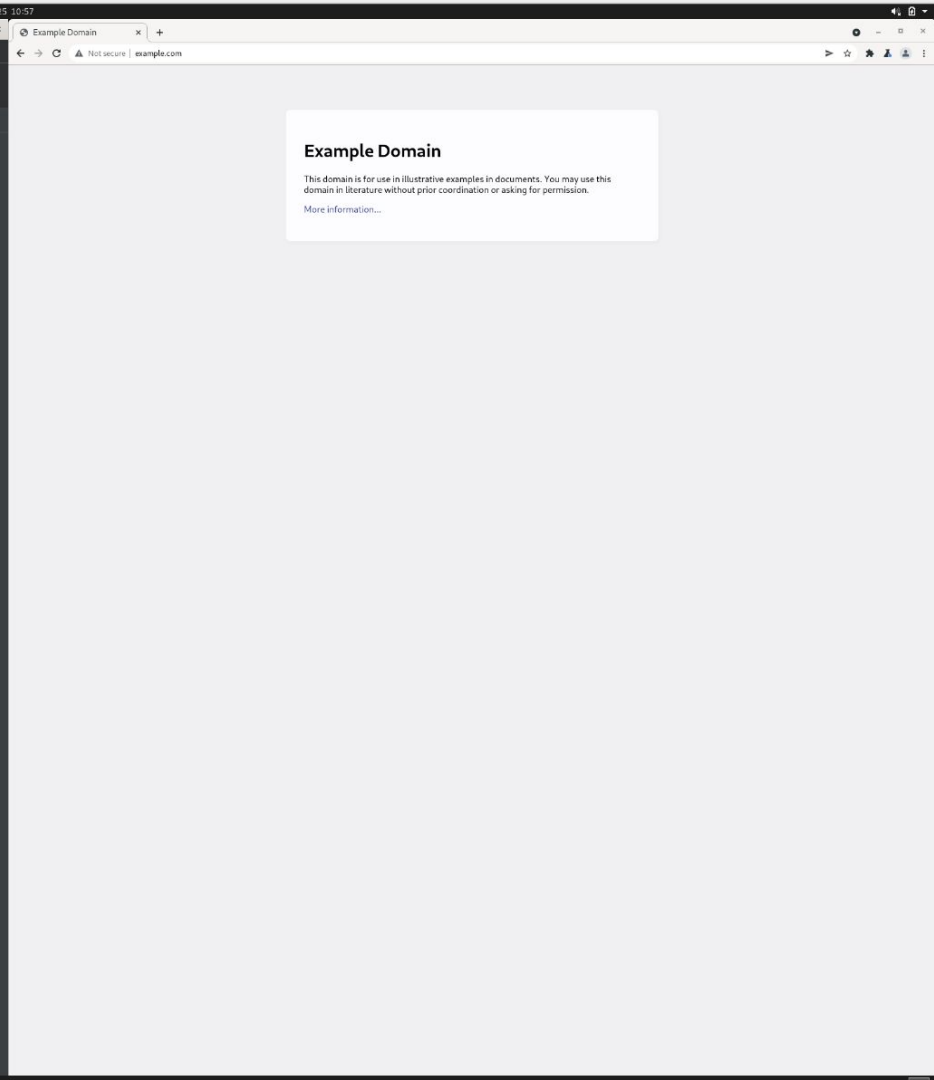 25 10:57
Example Domain
Not secure | example.com
Example Domain
This domain is for use in illustrative examples in documents. You may use this
domain in literature without prior coordination or asking for permission.
More information...